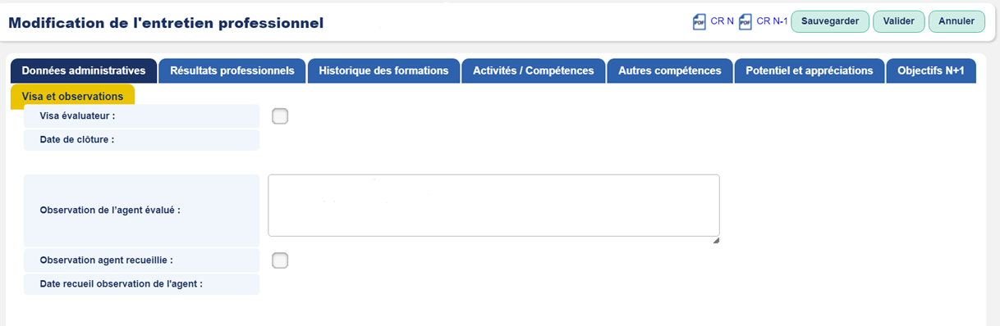 Modification de l'entretien professionnel
PDF CR N PDF CR N-1 Sauvegarder Valider Annuler
Données administratives Résultats professionnels Historique des formations Activités / Compétences Autres compétences Potentiel et appréciations Objectifs N+1
Visa et observations
Visa évaluateur :
Date de clôture :
Observation de l'agent évalué :
Observation agent recueillie :
Date recueil observation de l'agent :